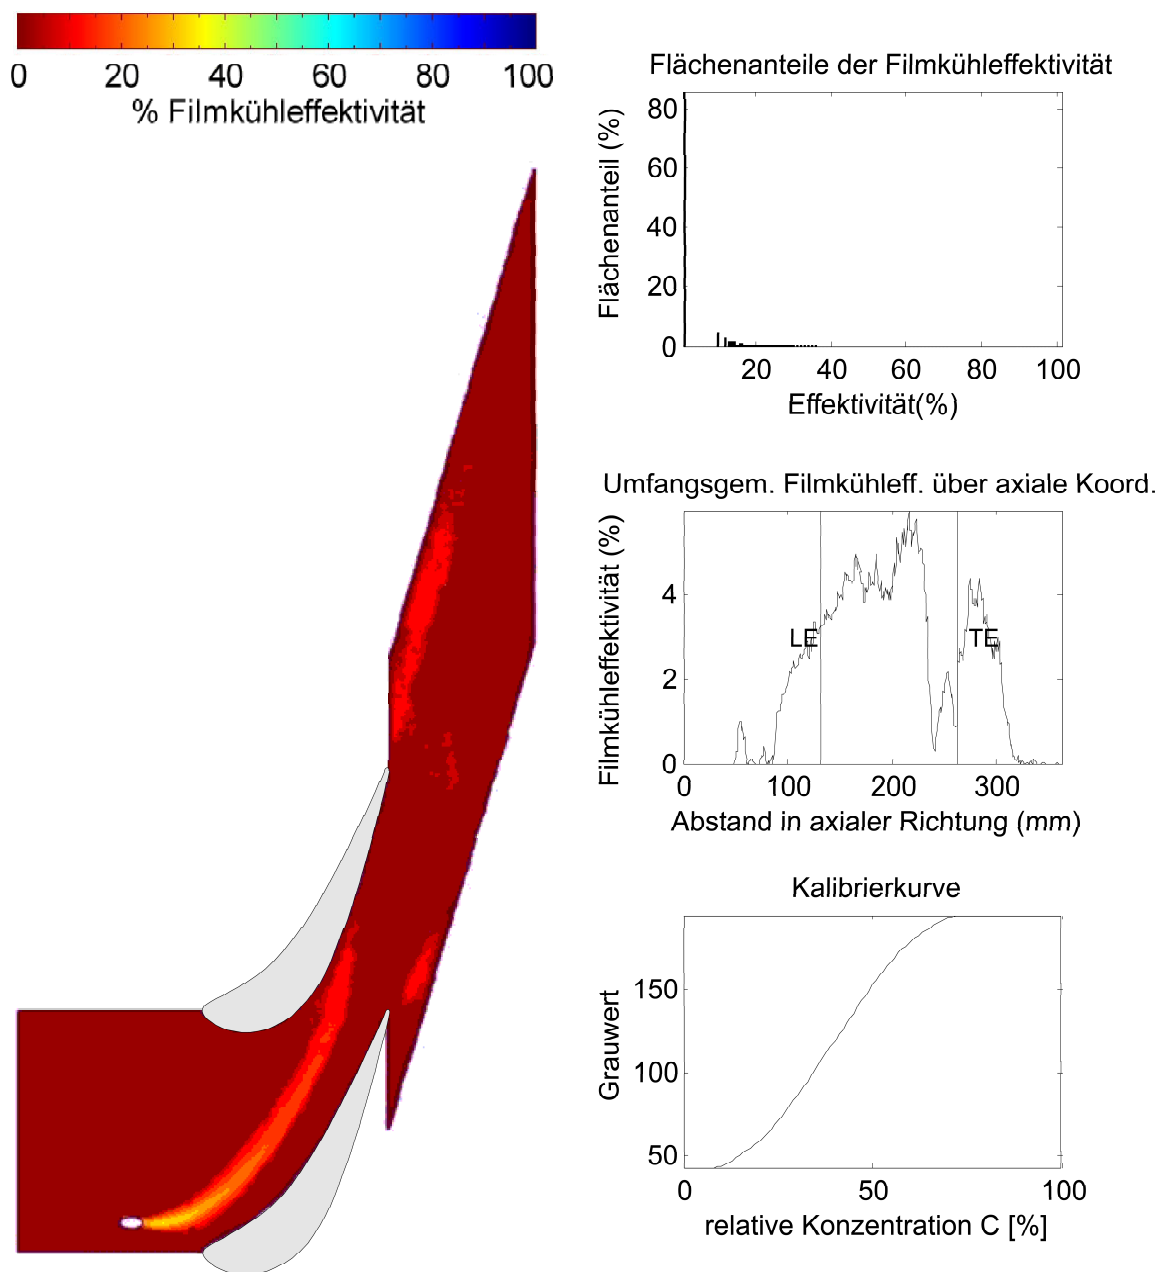 0 20 40 60 80 100
% Filmkühleffektivität
Flächenanteile der Filmkühleffektivität
80
60
40
20
0
Flächenanteil (%)
20 40 60 80 100
Effektivität(%)
Umfangsgem. Filmkühleff. über axiale Koord.
4
2
0
Filmkühleffektivität (%)
LE
TE
0 100 200 300
Abstand in axialer Richtung (mm)
Kalibrierkurve
150
100
50
Grauwert
0 50 100
relative Konzentration C [%]